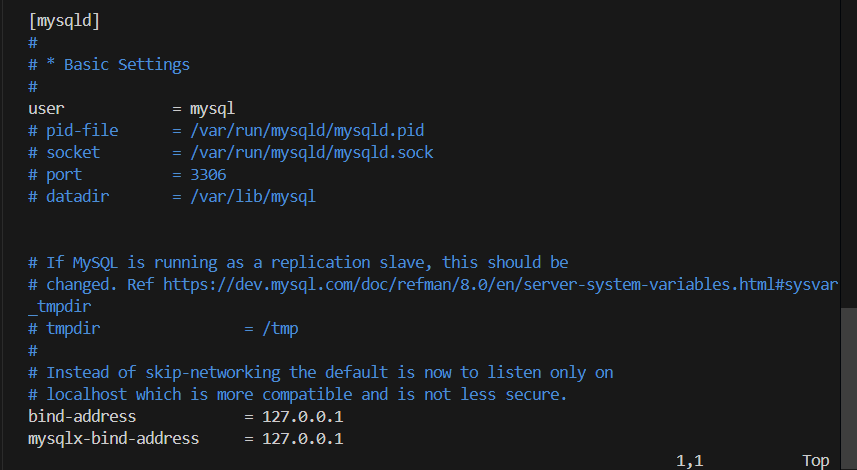 [mysqld]
#
# * Basic Settings
#
user            = mysql
# pid-file      = /var/run/mysqld/mysqld.pid
# socket        = /var/run/mysqld/mysqld.sock
# port          = 3306
# datadir       = /var/lib/mysql
# If MySQL is running as a replication slave, this should be
# changed. Ref https://dev.mysql.com/doc/refman/8.0/en/server-system-variables.html#sysvar
_tmpdir
# tmpdir                = /tmp
#
# Instead of skip-networking the default is now to listen only on
# localhost which is more compatible and is not less secure.
bind-address            = 127.0.0.1
mysqlx-bind-address     = 127.0.0.1
1,1           Top